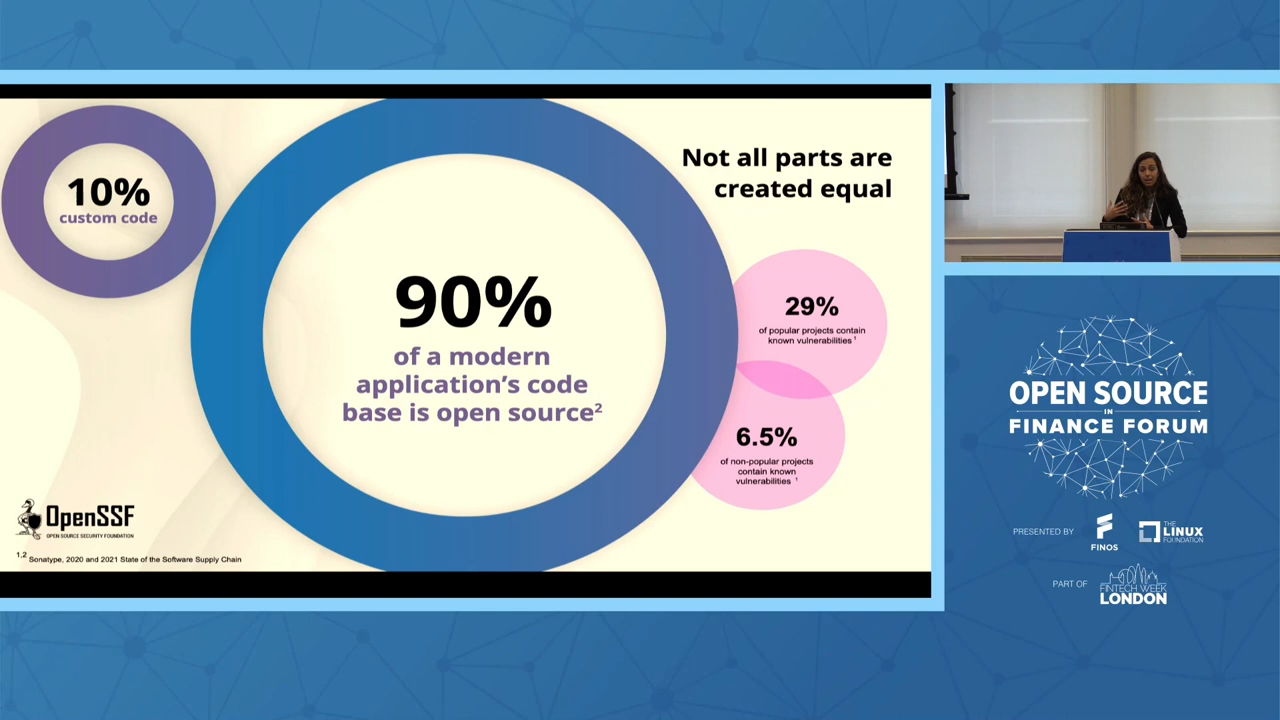 10%
custom code
90%
of a modern
application's code
base is open source²
Not all parts are
created equal
29%
of popular projects contain
known vulnerabilities ¹
6.5%
of non-popular projects
contain known
vulnerabilities ¹
OpenSSF
OPEN SOURCE SECURITY FOUNDATION
1,2 Sonatype, 2020 and 2021 State of the Software Supply Chain
OPEN SOURCE
IN
FINANCE FORUM
PRESENTED BY
FINOS
THE
LINUX
FOUNDATION
PART OF
FINTECH WEEK
LONDON